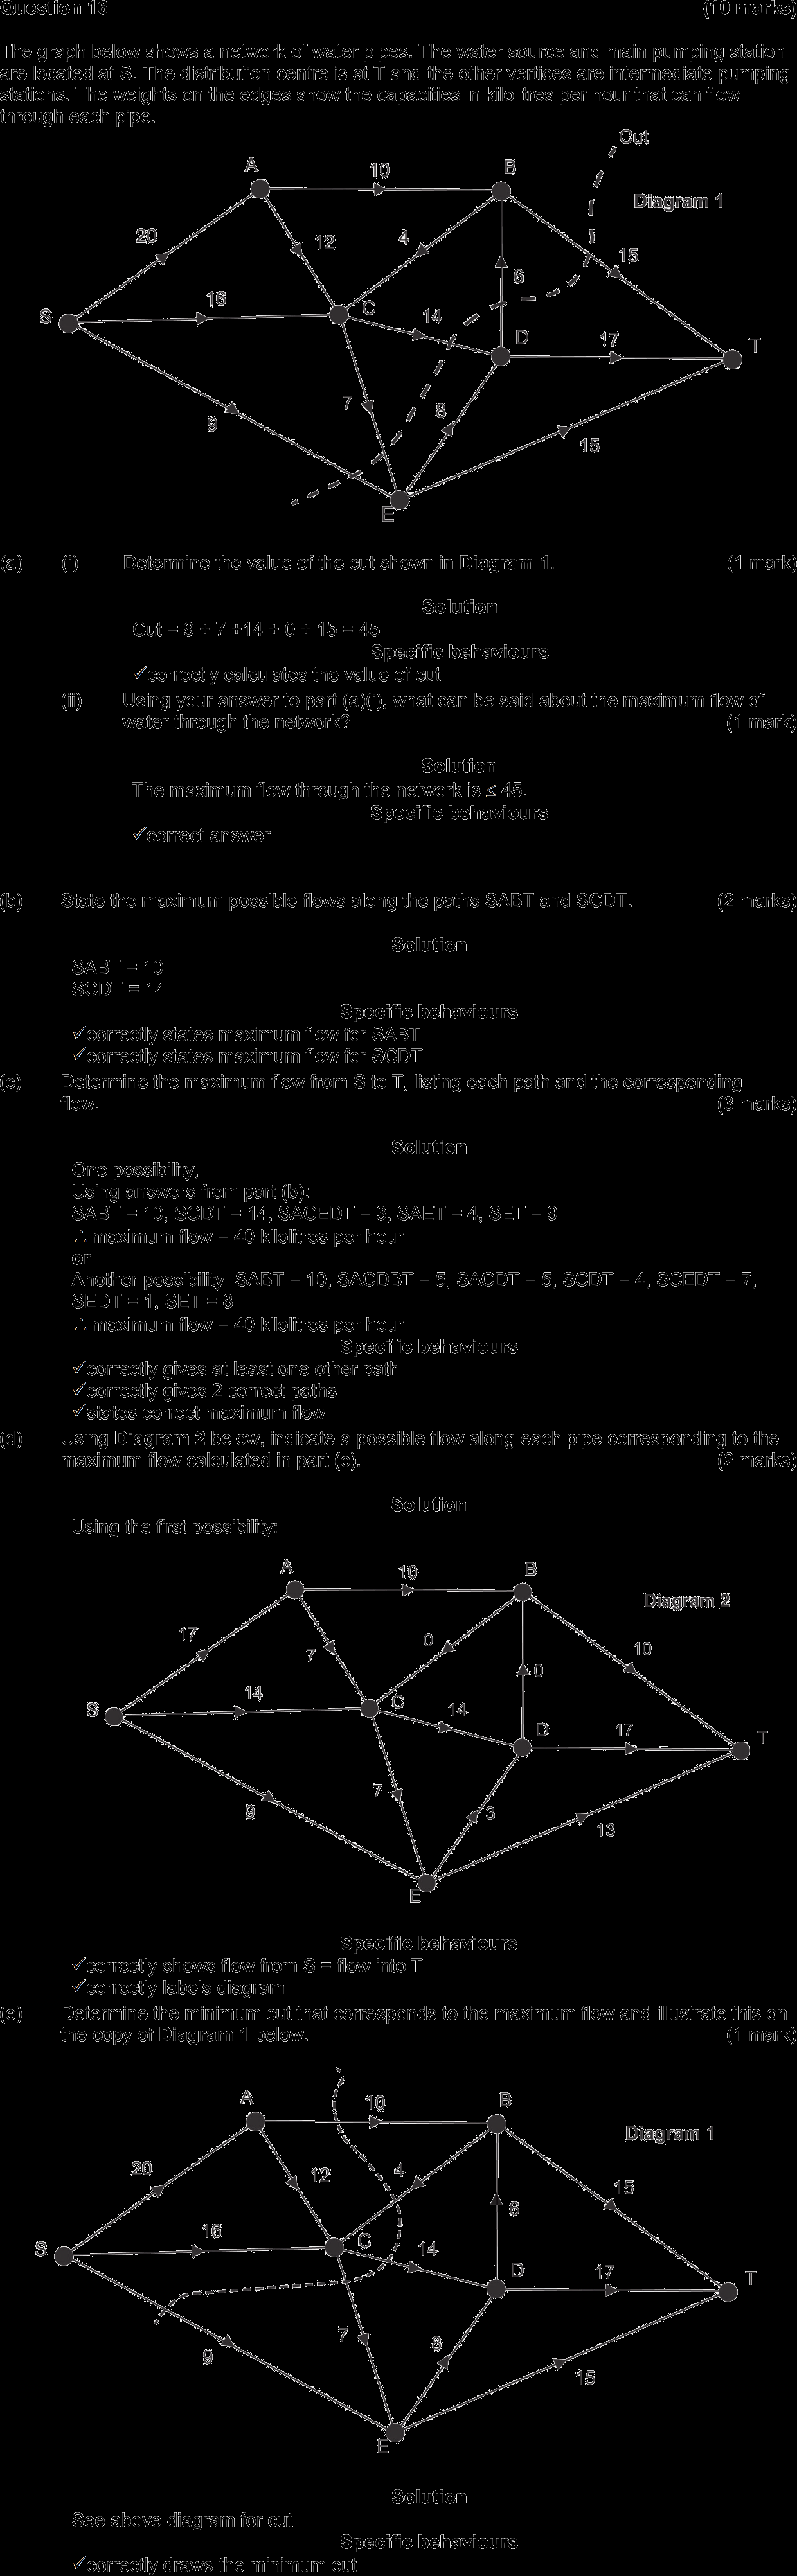 Question 16 (10 marks)
The graph below shows a network of water pipes. The water source and main pumping station
are located at S. The distribution centre is at T and the other vertices are intermediate pumping
stations. The weights on the edges show the capacities in kilolitres per hour that can flow
through each pipe.
Cut
A 10 B
Diagram 1
20 12 4 15
6
S 16 C 14 D 17 T
7 8
9 15
E
(a) (i) Determine the value of the cut shown in Diagram 1. (1 mark)
Solution
Cut = 9 + 7 +14 + 0 + 15 = 45
Specific behaviours
✓correctly calculates the value of cut
(ii) Using your answer to part (a)(i), what can be said about the maximum flow of
water through the network? (1 mark)
Solution
The maximum flow through the network is ≤ 45.
Specific behaviours
✓correct answer
(b) State the maximum possible flows along the paths SABT and SCDT. (2 marks)
Solution
SABT = 10
SCDT = 14
Specific behaviours
✓correctly states maximum flow for SABT
✓correctly states maximum flow for SCDT
(c) Determine the maximum flow from S to T, listing each path and the corresponding
flow. (3 marks)
Solution
One possibility,
Using answers from part (b):
SABT = 10, SCDT = 14, SACEDT = 3, SAET = 4, SET = 9
∴ maximum flow = 40 kilolitres per hour
or
Another possibility: SABT = 10, SACDBT = 5, SACDT = 5, SCDT = 4, SCEDT = 7,
SEDT = 1, SET = 8
∴ maximum flow = 40 kilolitres per hour
Specific behaviours
✓correctly gives at least one other path
✓correctly gives 2 correct paths
✓states correct maximum flow
(d) Using Diagram 2 below, indicate a possible flow along each pipe corresponding to the
maximum flow calculated in part (c). (2 marks)
Solution
Using the first possibility:
A 10 B
Diagram 2
17 7 0 10
0
S 14 C 14 D 17 T
7 3
9 13
E
Specific behaviours
✓correctly shows flow from S = flow into T
✓correctly labels diagram
(e) Determine the minimum cut that corresponds to the maximum flow and illustrate this on
the copy of Diagram 1 below. (1 mark)
A 10 B
Diagram 1
20 12 4 15
6
S 16 C 14 D 17 T
7 8
9 15
E
Solution
See above diagram for cut
Specific behaviours
✓correctly draws the minimum cut